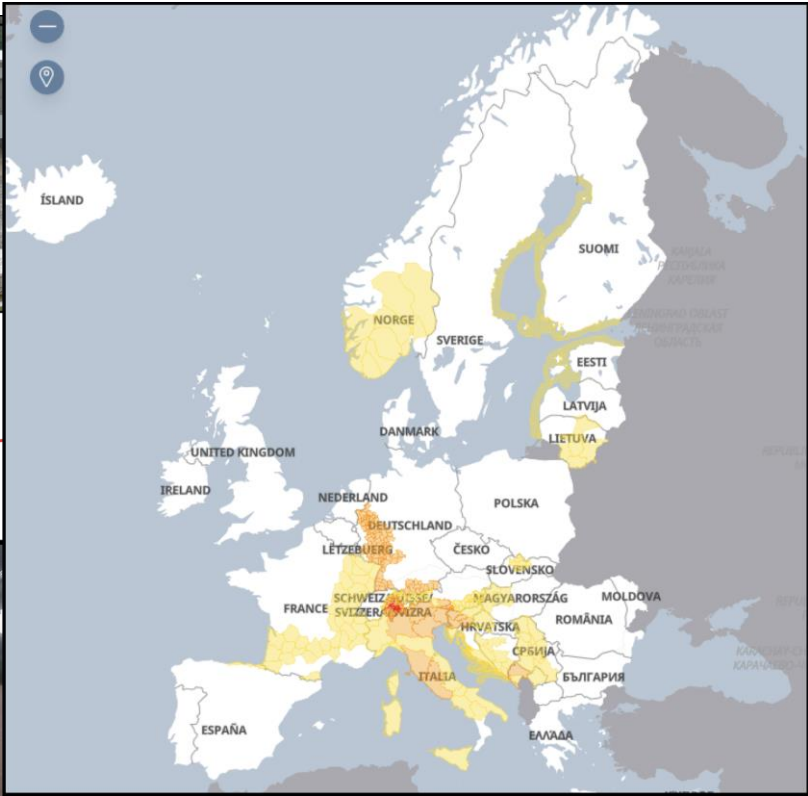 ÍSLAND
SUOMI
NORGE
SVERIGE
EESTI
LATVIJA
LIETUVA
DANMARK
UNITED KINGDOM
IRELAND
NEDERLAND
DEUTSCHLAND
POLSKA
LËTZEBUERG
ČESKO
SLOVENSKO
FRANCE
MAGYARORSZÁG
MOLDOVA
ROMÂNIA
HRVATSKA
СРБИЈА
ITALIA
БЪЛГАРИЯ
ESPAÑA
ΕΛΛΆΔΑ